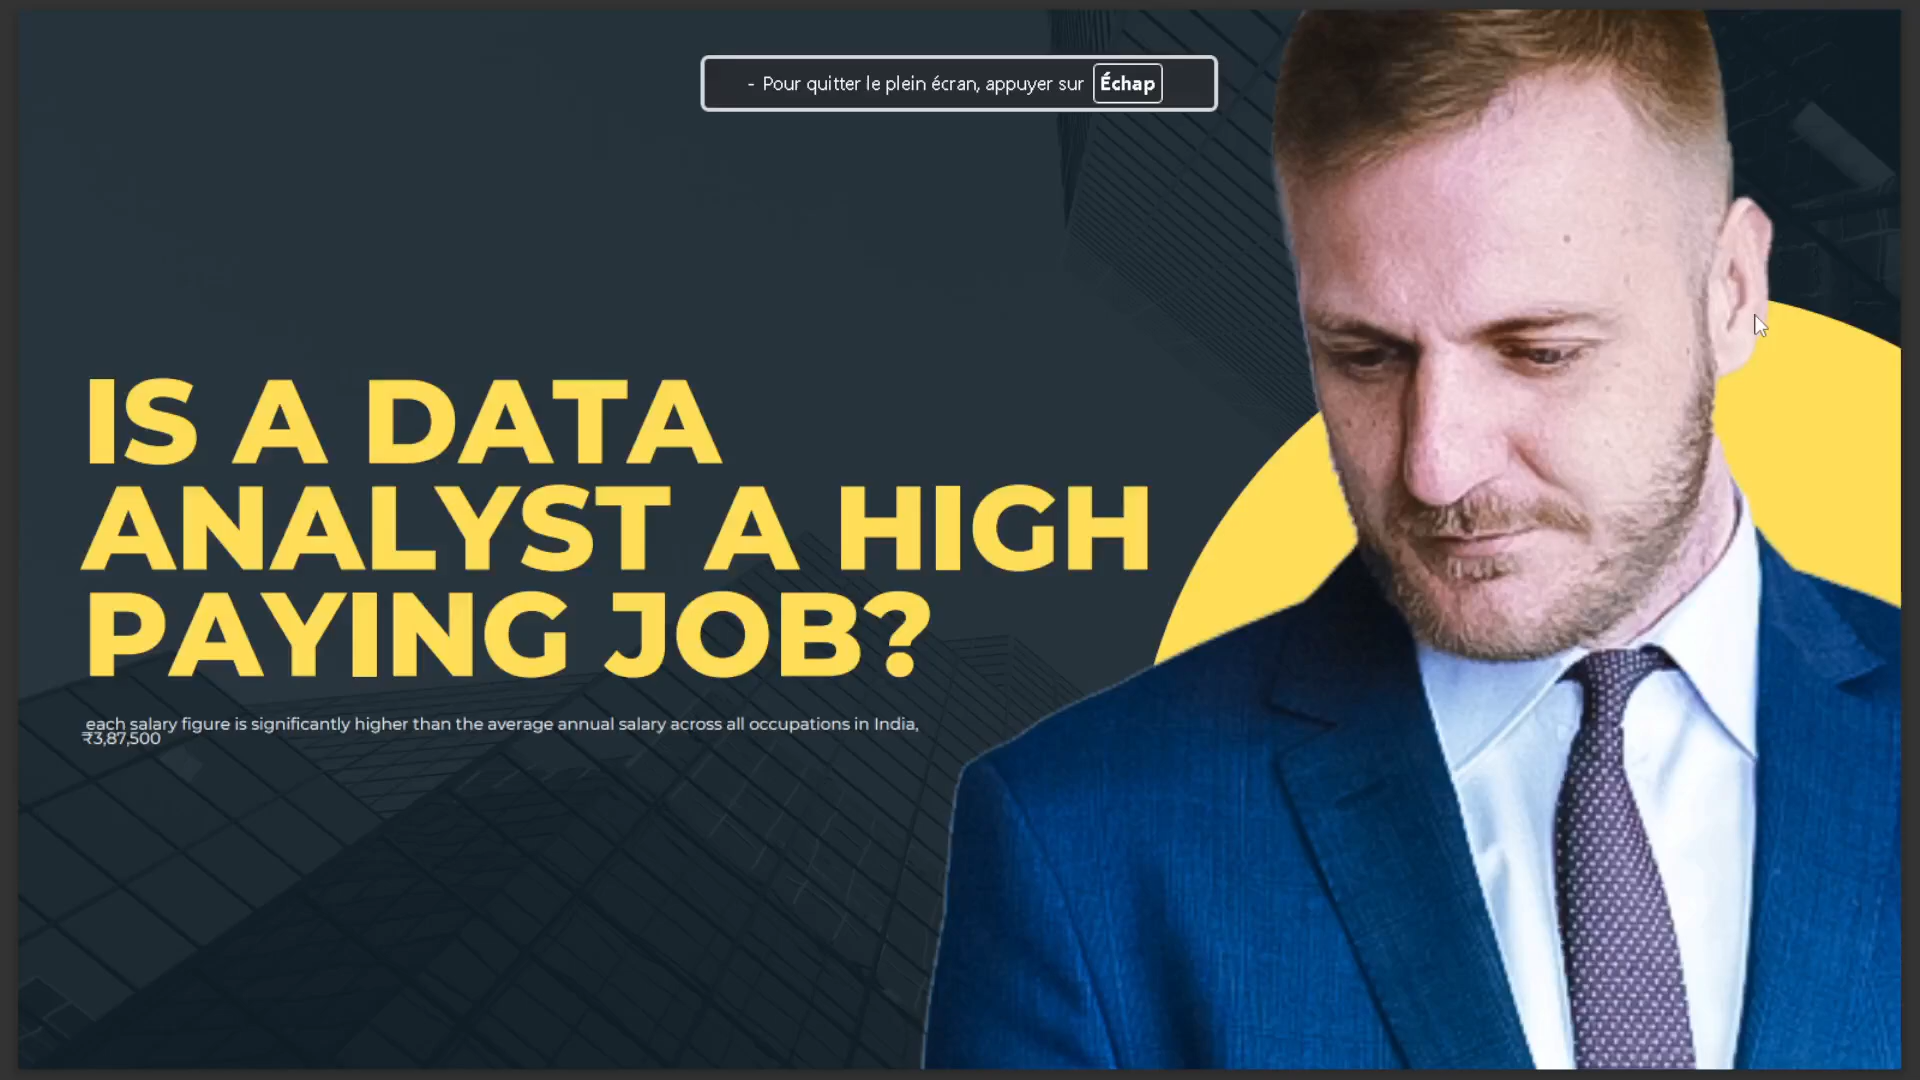 - Pour quitter le plein écran, appuyer sur Échap
IS A DATA
ANALYST A HIGH
PAYING JOB?
each salary figure is significantly higher than the average annual salary across all occupations in India,
₹3,87,500